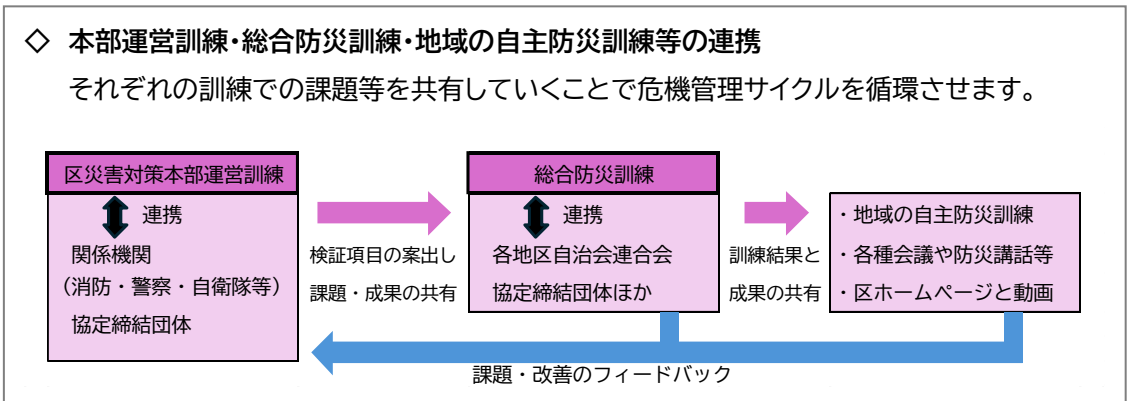 ◇ 本部運営訓練・総合防災訓練・地域の自主防災訓練等の連携
それぞれの訓練での課題等を共有していくことで危機管理サイクルを循環させます。
区災害対策本部運営訓練
連携
関係機関
（消防・警察・自衛隊等）
協定締結団体
検証項目の案出し
課題・成果の共有
総合防災訓練
連携
各地区自治会連合会
協定締結団体ほか
訓練結果と
成果の共有
・地域の自主防災訓練
・各種会議や防災講話等
・区ホームページと動画
課題・改善のフィードバック